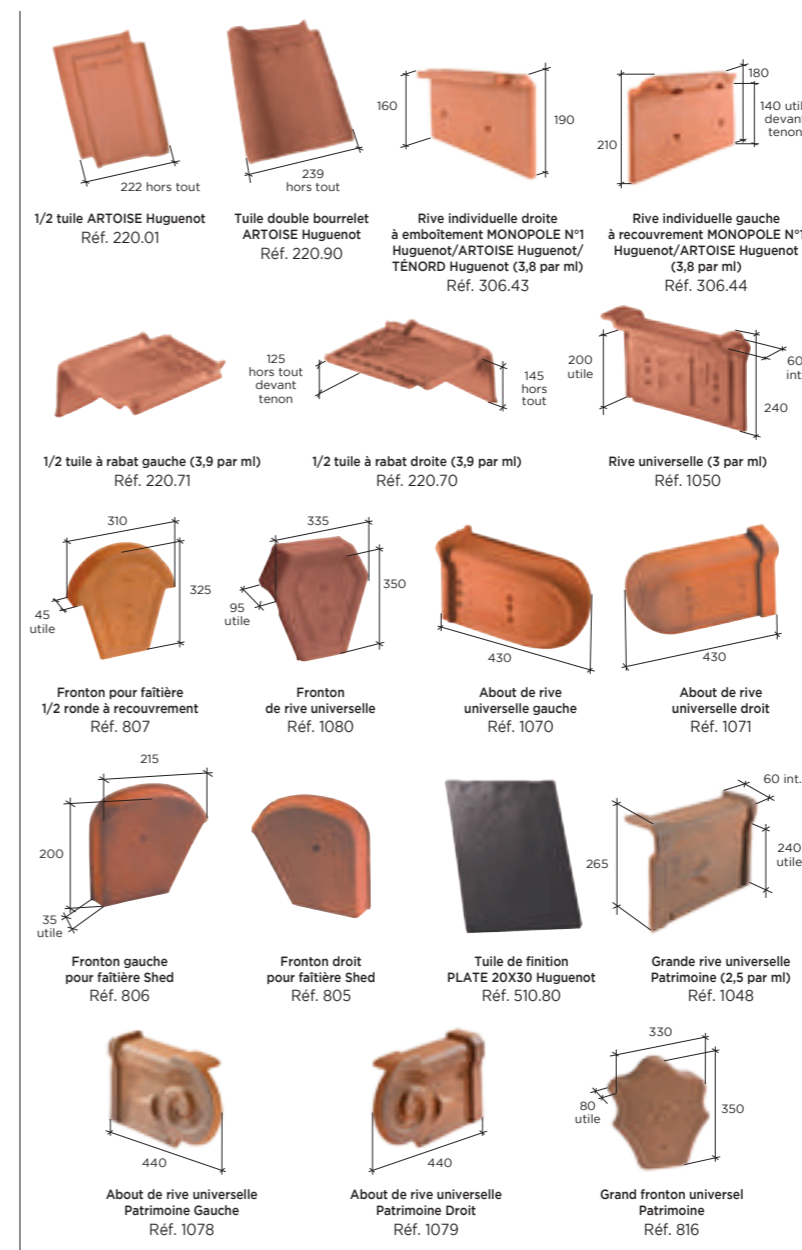 222 hors tout
239
hors tout
160
190
210
180
140 util
devant
tenon
1/2 tuile ARTOISE Huguenot
Réf. 220.01
Tuile double bourrelet
ARTOISE Huguenot
Réf. 220.90
Rive individuelle droite
à emboîtement MONOPOLE N°1
Huguenot/ARTOISE Huguenot/
TÉNORD Huguenot (3,8 par ml)
Réf. 306.43
Rive individuelle gauche
à recouvrement MONOPOLE N°1
Huguenot/ARTOISE Huguenot
(3,8 par ml)
Réf. 306.44
125
hors tout
devant
tenon
145
hors
tout
200
utile
60
int
240
1/2 tuile à rabat gauche (3,9 par ml)
Réf. 220.71
1/2 tuile à rabat droite (3,9 par ml)
Réf. 220.70
Rive universelle (3 par ml)
Réf. 1050
310
325
45
utile
335
350
95
utile
430
430
Fronton pour faîtière
1/2 ronde à recouvrement
Réf. 807
Fronton
de rive universelle
Réf. 1080
About de rive
universelle gauche
Réf. 1070
About de rive
universelle droit
Réf. 1071
215
200
35
utile
265
60 int.
240
utile
Fronton gauche
pour faîtière Shed
Réf. 806
Fronton droit
pour faîtière Shed
Réf. 805
Tuile de finition
PLATE 20X30 Huguenot
Réf. 510.80
Grande rive universelle
Patrimoine (2,5 par ml)
Réf. 1048
440
440
330
80
utile
350
About de rive universelle
Patrimoine Gauche
Réf. 1078
About de rive universelle
Patrimoine Droit
Réf. 1079
Grand fronton universel
Patrimoine
Réf. 816